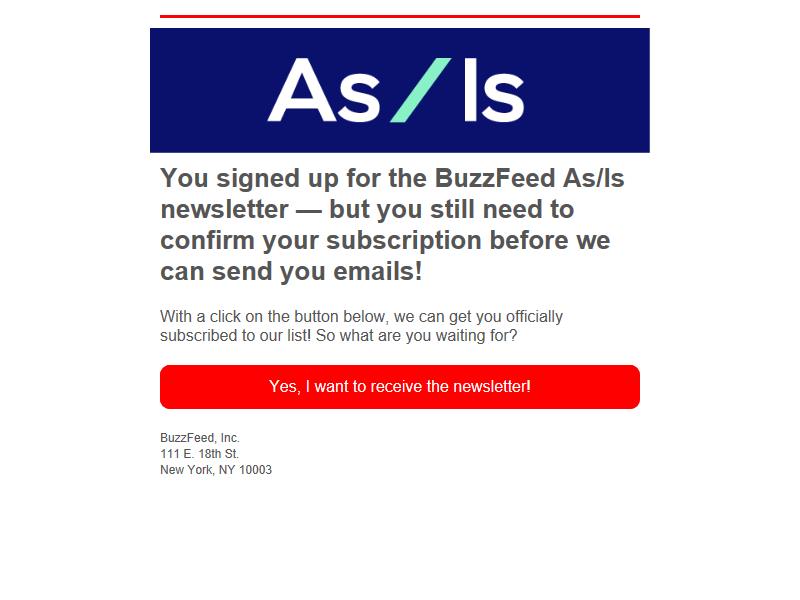 As/Is
You signed up for the BuzzFeed As/Is
newsletter — but you still need to
confirm your subscription before we
can send you emails!
With a click on the button below, we can get you officially
subscribed to our list! So what are you waiting for?
Yes, I want to receive the newsletter!
BuzzFeed, Inc.
111 E. 18th St.
New York, NY 10003